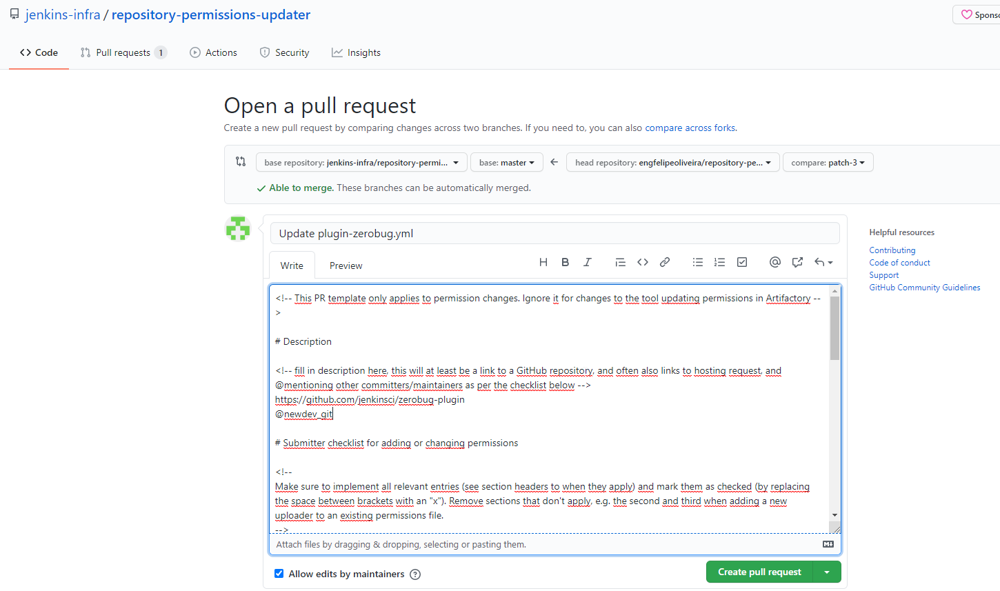 jenkins-infra / repository-permissions-updater
Code
Pull requests 1
Actions
Security
Insights
Open a pull request
Create a new pull request by comparing changes across two branches. If you need to, you can also compare across forks.
base repository: jenkins-infra/repository-permi... base: master head repository: engfelipeoliveira/repository-pe... compare: patch-3
Able to merge. These branches can be automatically merged.
Update plugin-zerobug.yml
Write Preview
<!-- This PR template only applies to permission changes. Ignore it for changes to the tool updating permissions in Artifactory --
>
# Description
<!-- fill in description here, this will at least be a link to a GitHub repository, and often also links to hosting request, and
@mentioning other committers/maintainers as per the checklist below -->
https://github.com/jenkinsci/zerobug-plugin
@newdev_git
# Submitter checklist for adding or changing permissions
<!--
Make sure to implement all relevant entries (see section headers to when they apply) and mark them as checked (by replacing
the space between brackets with an "x"). Remove sections that don't apply, e.g. the second and third when adding a new
uploader to an existing permissions file.
-->
Attach files by dragging & dropping, selecting or pasting them.
Allow edits by maintainers
Create pull request
Helpful resources
Contributing
Code of conduct
Support
GitHub Community Guidelines